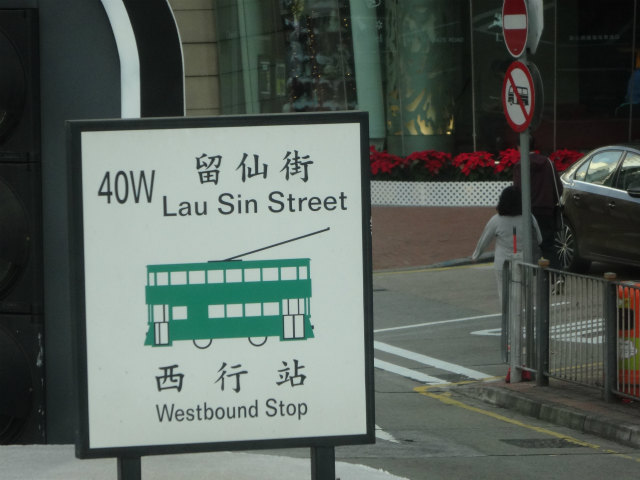 留仙街
40W
Lau Sin Street
西行站
Westbound Stop